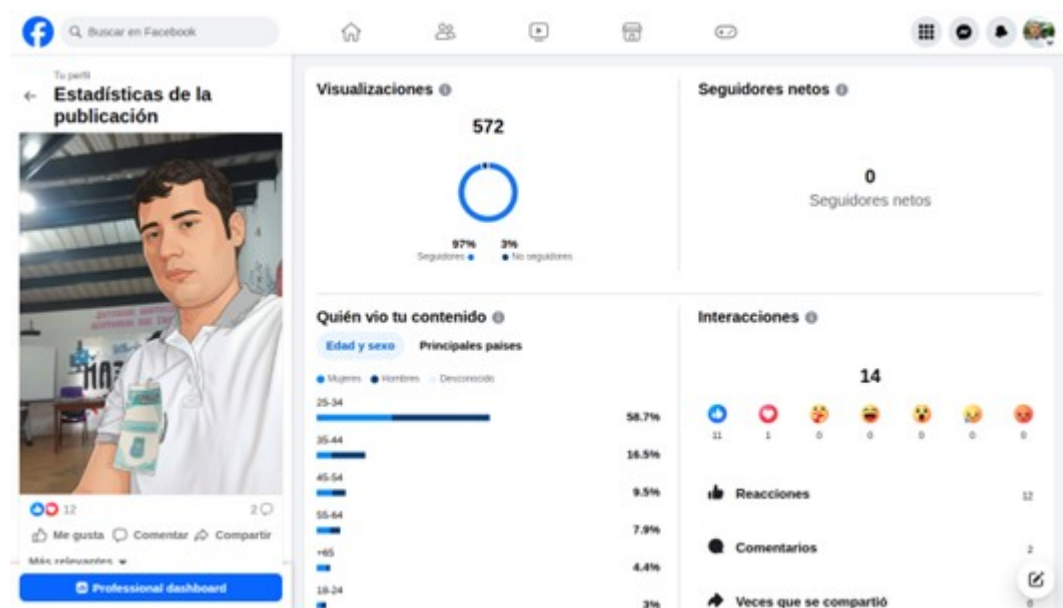 Buscar en Facebook
Tu perfil
Estadísticas de la
publicación
12
2
Me gusta
Comentar
Compartir
Más relevantes
Professional dashboard
Visualizaciones
572
97%
3%
Seguidores
No seguidores
Seguidores netos
0
Seguidores netos
Quién vio tu contenido
Edad y sexo
Principales países
Mujeres
Hombres
Desconocido
25-34
58.7%
35-44
16.5%
45-54
9.5%
55-64
7.9%
+65
4.4%
18-24
3%
Interacciones
14
11 1 0 0 0 0 0
Reacciones
12
Comentarios
2
Veces que se compartió
0